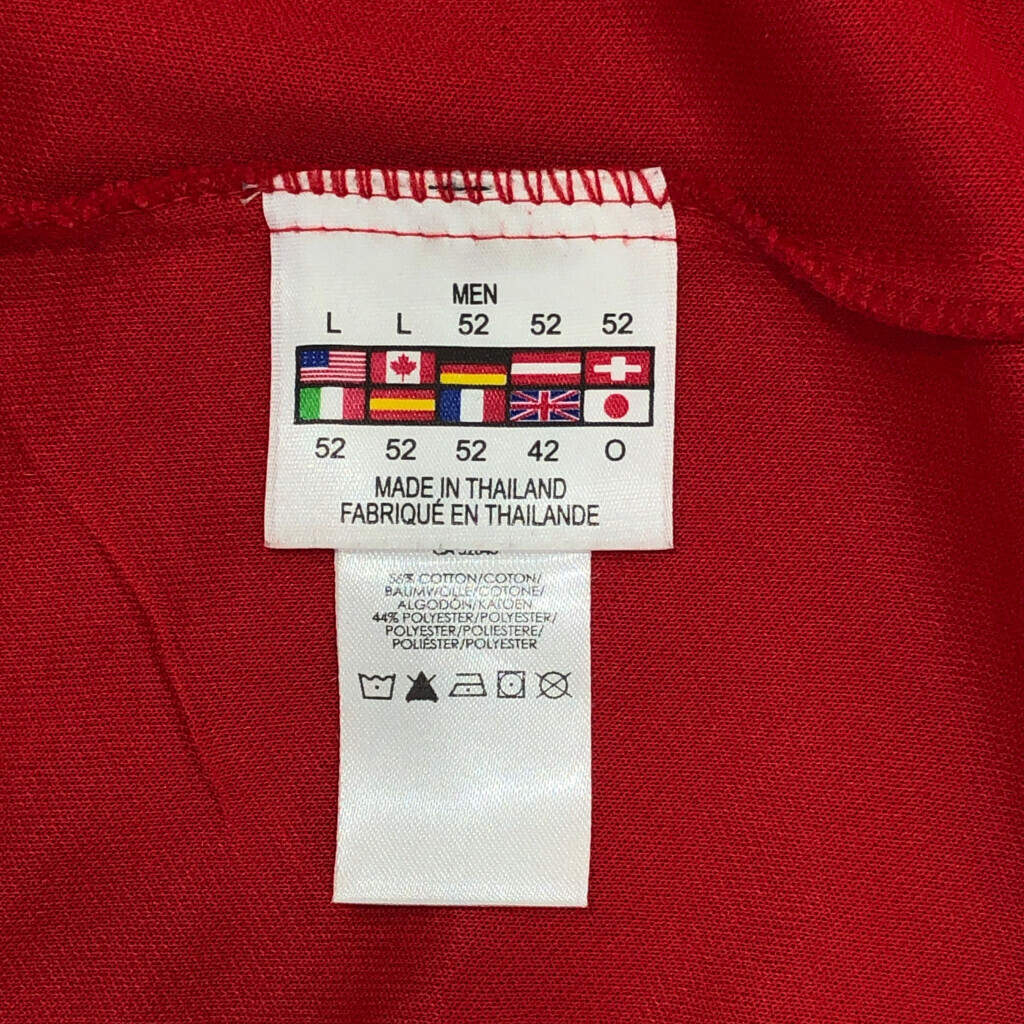 MEN
L L 52 52 52
52 52 52 42 O
MADE IN THAILAND
FABRIQUÉ EN THAILANDE
56% COTTON/COTON/
BAUMWOLLE/COTONE/
ALGODÓN/KATOEN
44% POLYESTER/POLYESTER/
POLYESTER/POLIESTERE/
POLIÉSTER/POLYESTER